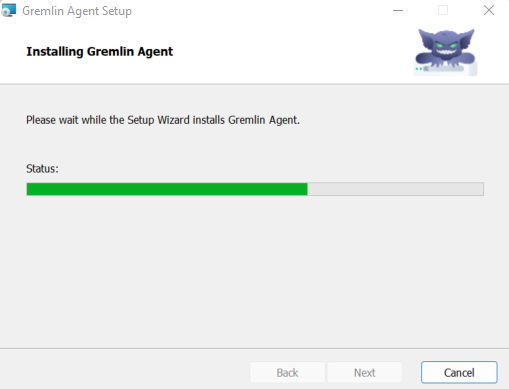 Gremlin Agent Setup
Installing Gremlin Agent
Please wait while the Setup Wizard installs Gremlin Agent.
Status:
Back Next Cancel